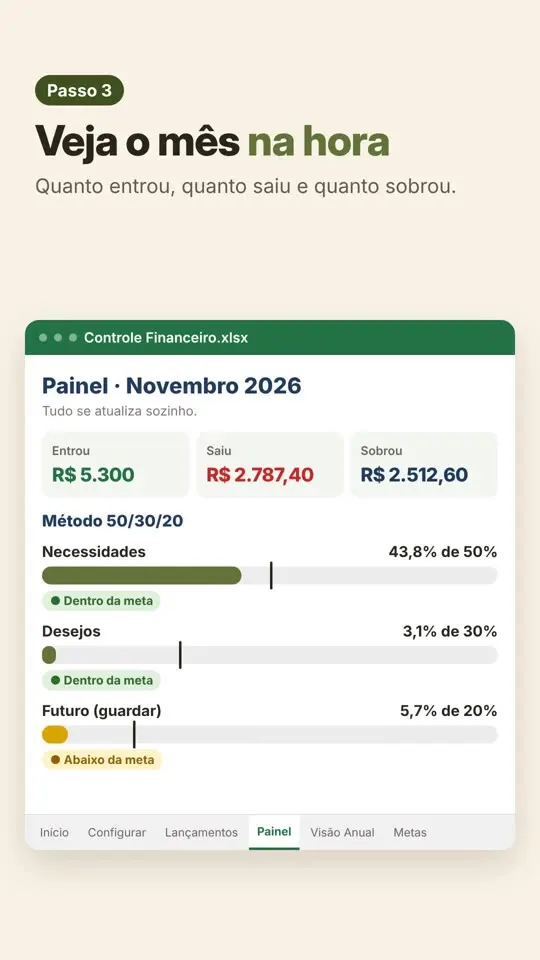 Passo 3
Veja o mês na hora
Quanto entrou, quanto saiu e quanto sobrou.
Controle Financeiro.xlsx
Painel · Novembro 2026
Tudo se atualiza sozinho.
Entrou Saiu Sobrou
R$ 5.300 R$ 2.787,40 R$ 2.512,60
Método 50/30/20
Necessidades 43,8% de 50%
Dentro da meta
Desejos 3,1% de 30%
Dentro da meta
Futuro (guardar) 5,7% de 20%
Abaixo da meta
Início Configurar Lançamentos Painel Visão Anual Metas